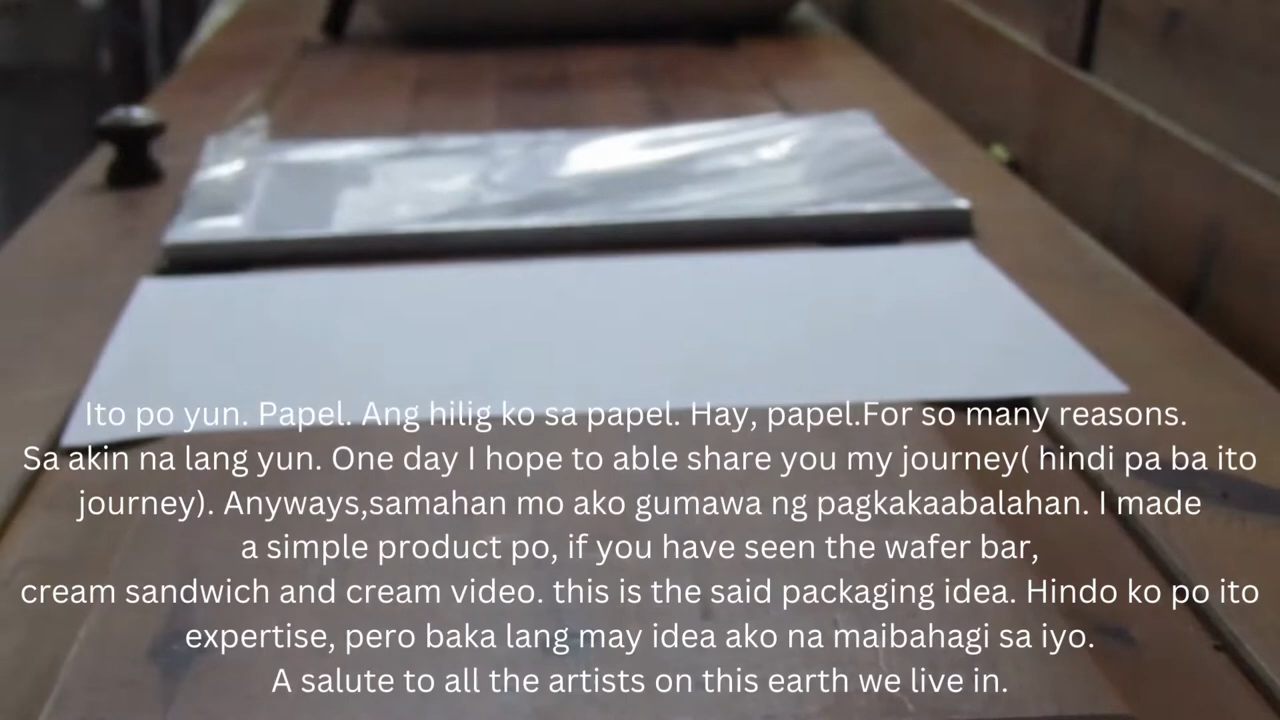 Ito po yun. Papel. Ang hilig ko sa papel. Hay, papel.For so many reasons.
Sa akin na lang yun. One day I hope to able share you my journey( hindi pa ba ito
journey). Anyways,samahan mo ako gumawa ng pagkakaabalahan. I made
a simple product po, if you have seen the wafer bar,
cream sandwich and cream video. this is the said packaging idea. Hindo ko po ito
expertise, pero baka lang may idea ako na maibahagi sa iyo.
A salute to all the artists on this earth we live in.